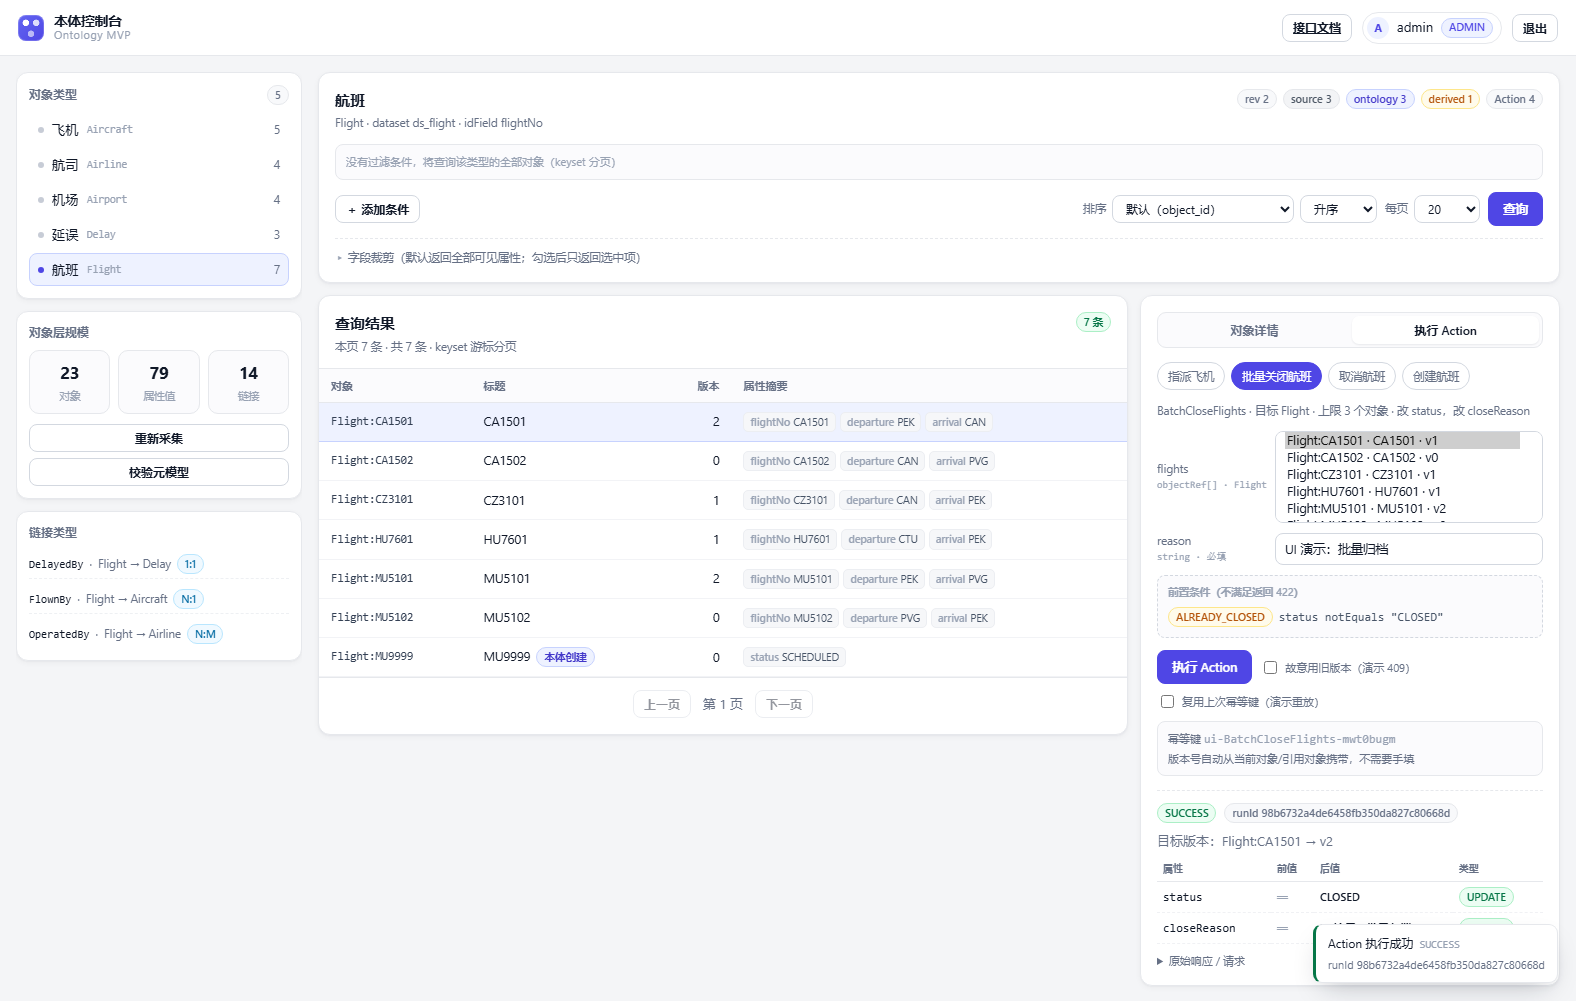 本体控制台
Ontology MVP
接口文档
A admin ADMIN
退出
对象类型 5
飞机 Aircraft 5
航司 Airline 4
机场 Airport 4
延误 Delay 3
航班 Flight 7
对象层规模
23 79 14
对象 属性值 链接
重新采集
校验元模型
链接类型
DelayedBy · Flight → Delay 1:1
FlownBy · Flight → Aircraft N:1
OperatedBy · Flight → Airline N:M
航班
rev 2 source 3 ontology 3 derived 1 Action 4
Flight · dataset ds_flight · idField flightNo
没有过滤条件，将查询该类型的全部对象（keyset 分页）
+ 添加条件
排序 默认（object_id） 升序 每页 20 查询
▸ 字段裁剪（默认返回全部可见属性；勾选后只返回选中项）
查询结果 7 条
本页 7 条 · 共 7 条 · keyset 游标分页
对象 标题 版本 属性摘要
Flight:CA1501 CA1501 2 flightNo CA1501 departure PEK arrival CAN
Flight:CA1502 CA1502 0 flightNo CA1502 departure CAN arrival PVG
Flight:CZ3101 CZ3101 1 flightNo CZ3101 departure CAN arrival PEK
Flight:HU7601 HU7601 1 flightNo HU7601 departure CTU arrival PEK
Flight:MU5101 MU5101 2 flightNo MU5101 departure PEK arrival PVG
Flight:MU5102 MU5102 0 flightNo MU5102 departure PVG arrival PEK
Flight:MU9999 MU9999 本体创建 0 status SCHEDULED
上一页 第 1 页 下一页
对象详情 执行 Action
指派飞机 批量关闭航班 取消航班 创建航班
BatchCloseFlights · 目标 Flight · 上限 3 个对象 · 改 status，改 closeReason
flights
objectRef[] · Flight
Flight:CA1501 · CA1501 · v1
Flight:CA1502 · CA1502 · v0
Flight:CZ3101 · CZ3101 · v1
Flight:HU7601 · HU7601 · v1
Flight:MU5101 · MU5101 · v2
reason
string · 必填
UI 演示：批量归档
前置条件（不满足返回 422）
ALREADY_CLOSED status notEquals "CLOSED"
执行 Action 故意用旧版本（演示 409）
复用上次幂等键（演示重放）
幂等键 ui-BatchCloseFlights-mwt0bugm
版本号自动从当前对象/引用对象携带，不需要手填
SUCCESS runId 98b6732a4de6458fb350da827c80668d
目标版本：Flight:CA1501 → v2
属性 前值 后值 类型
status — CLOSED UPDATE
closeReason —
▶ 原始响应 / 请求
Action 执行成功 SUCCESS
runId 98b6732a4de6458fb350da827c80668d